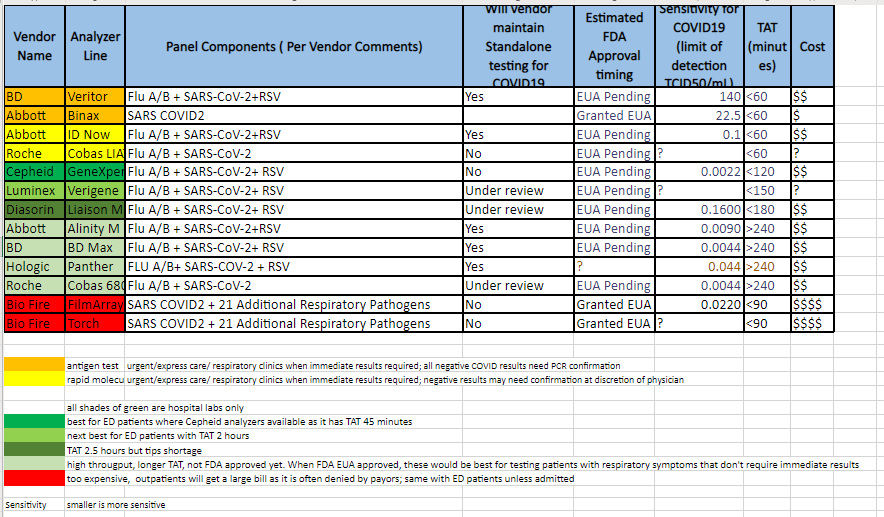 Vendor Name Analyzer Line Panel Components ( Per Vendor Comments) Will vendor maintain Standalone testing for COVID19 Estimated FDA Approval timing Sensitivity for COVID19 (limit of detection TCID50/mL) TAT (minutes) Cost
BD Veritor Flu A/B + SARS-CoV-2+RSV Yes EUA Pending 140 <60 $$
Abbott Binax SARS COVID2 Granted EUA 22.5 <60 $
Abbott ID Now Flu A/B + SARS-CoV-2+RSV Yes EUA Pending 0.1 <60 $$
Roche Cobas LIA Flu A/B + SARS-CoV-2 No EUA Pending ? <60 ?
Cepheid GeneXper Flu A/B + SARS-CoV-2+ RSV No EUA Pending 0.0022 <120 $$
Luminex Verigene Flu A/B + SARS-CoV-2+ RSV Under review EUA Pending ? <150 ?
Diasorin Liaison M Flu A/B + SARS-CoV-2+ RSV Under review EUA Pending 0.1600 <180 $$
Abbott Alinity M Flu A/B + SARS-CoV-2+RSV Yes EUA Pending 0.0090 >240 $$
BD BD Max Flu A/B + SARS-CoV-2+ RSV Yes EUA Pending 0.0044 >240 $$
Hologic Panther FLU A/B+ SARS-COV-2 + RSV Yes ? 0.044 >240 $$
Roche Cobas 680 Flu A/B + SARS-CoV-2 Under review EUA Pending 0.0044 >240 $$
Bio Fire FilmArray SARS COVID2 + 21 Additional Respiratory Pathogens No Granted EUA 0.0220 <90 $$$$
Bio Fire Torch SARS COVID2 + 21 Additional Respiratory Pathogens No Granted EUA ? <90 $$$$
antigen test urgent/express care/ respiratory clinics when immediate results required; all negative COVID results need PCR confirmation
rapid molecu urgent/express care/ respiratory clinics when immediate results required; negative results may need confirmation at discretion of physician
all shades of green are hospital labs only
best for ED patients where Cepheid analyzers available as it has TAT 45 minutes
next best for ED patients with TAT 2 hours
TAT 2.5 hours but tips shortage
high througput, longer TAT, not FDA approved yet. When FDA EUA approved, these would be best for testing patients with respiratory symptoms that don't require immediate results
too expensive, outpatients will get a large bill as it is often denied by payors; same with ED patients unless admitted
Sensitivity smaller is more sensitive